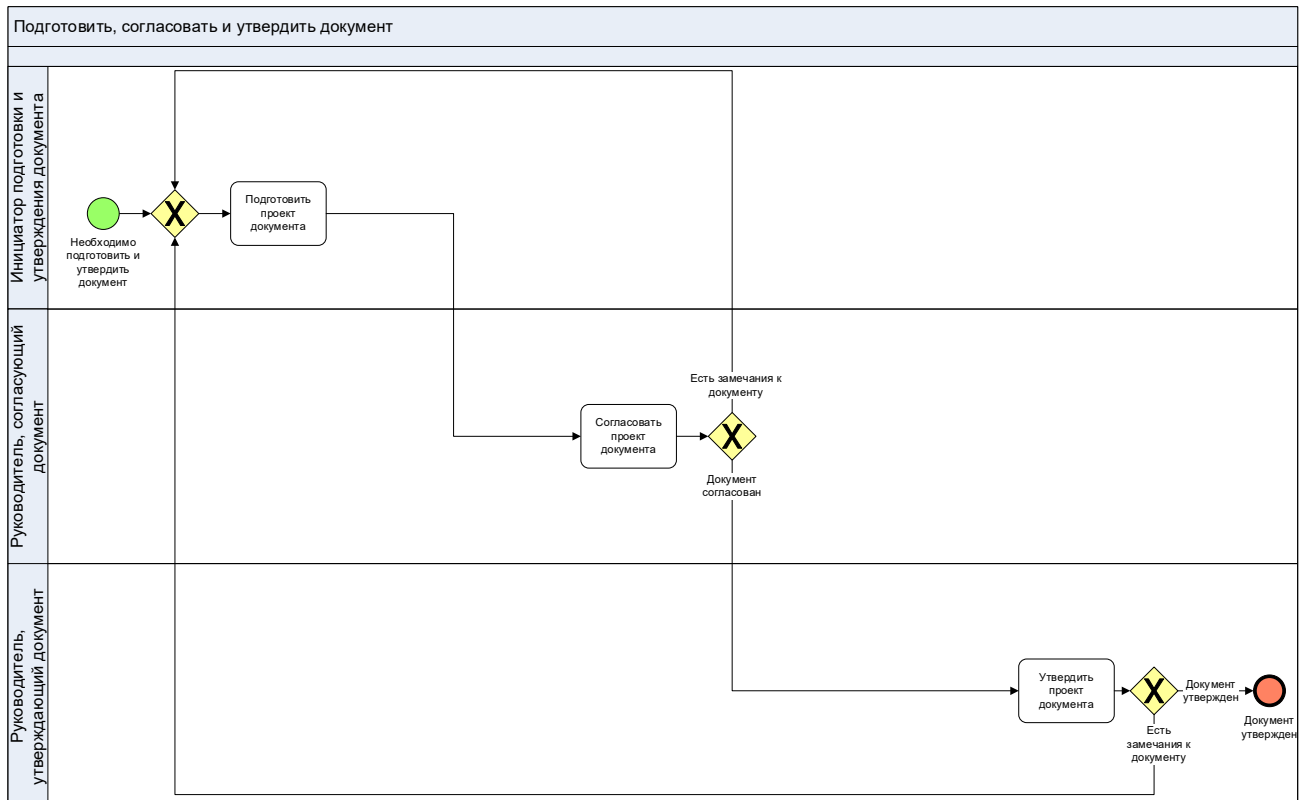 Подготовить, согласовать и утвердить документ
Инициатор подготовки и
утверждения документа
Необходимо
подготовить и
утвердить
документ
X
Подготовить
проект
документа
Руководитель, согласующий
документ
Согласовать
проект
документа
Есть замечания к
документу
X
Документ
согласован
Руководитель,
утверждающий документ
Утвердить
проект
документа
X
Документ
утвержден
Есть
замечания к
документу
Документ
утвержден